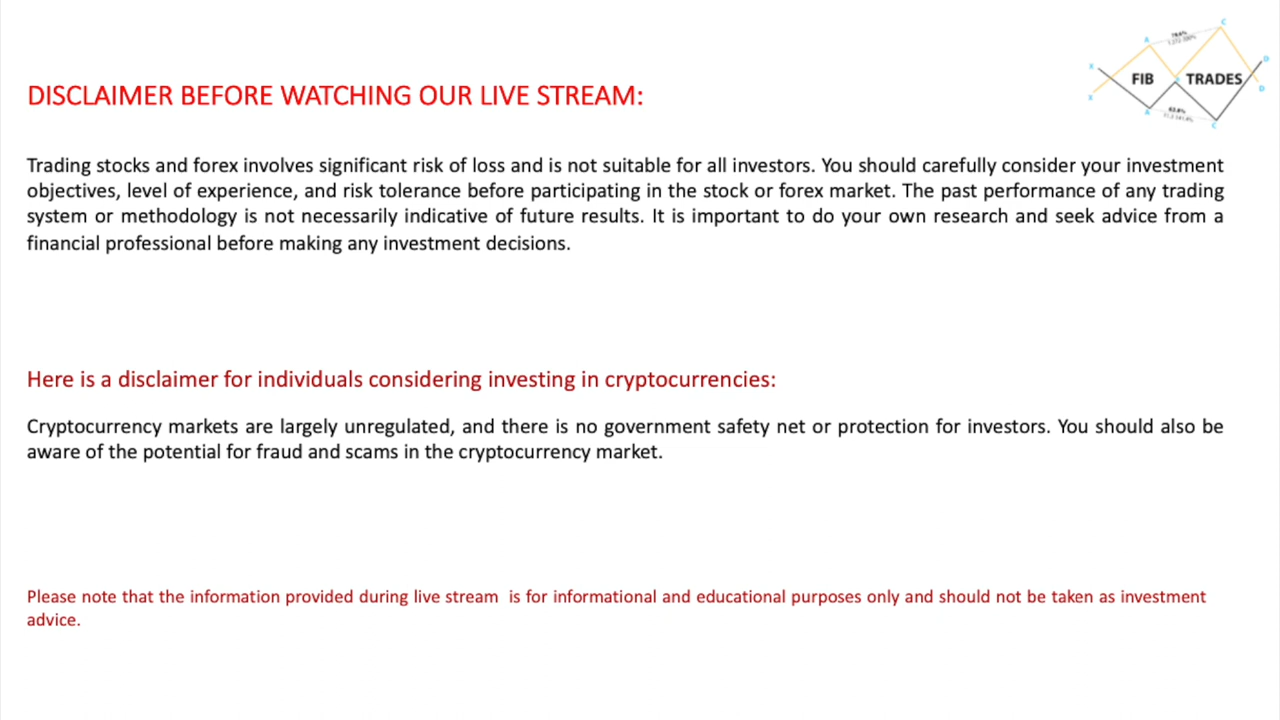 DISCLAIMER BEFORE WATCHING OUR LIVE STREAM:
FIB TRADES
Trading stocks and forex involves significant risk of loss and is not suitable for all investors. You should carefully consider your investment
objectives, level of experience, and risk tolerance before participating in the stock or forex market. The past performance of any trading
system or methodology is not necessarily indicative of future results. It is important to do your own research and seek advice from a
financial professional before making any investment decisions.
Here is a disclaimer for individuals considering investing in cryptocurrencies:
Cryptocurrency markets are largely unregulated, and there is no government safety net or protection for investors. You should also be
aware of the potential for fraud and scams in the cryptocurrency market.
Please note that the information provided during live stream  is for informational and educational purposes only and should not be taken as investment
advice.